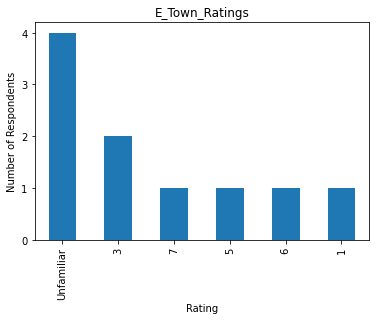 E_Town_Ratings
Number of Respondents
4
3
2
1
0
Unfamiliar
3
7
5
6
1
Rating